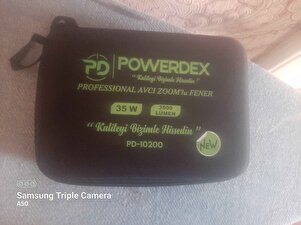 PD POWERDEX
"Kaliteyi Bizimle Hissedin"
PROFESSIONAL AVCI ZOOM'lu FENER
35 W
LUMEN
"Kaliteyi Bizimle Hissedin"
PD-10200
NEW
Samsung Triple Camera
A50